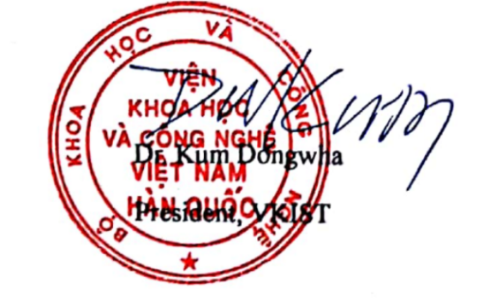 BỘ KHOA HỌC VÀ CÔNG NGHỆ
VIỆN
KHOA HỌC
VÀ CÔNG NGHỆ
VIỆT NAM
HÀN QUỐC
Dr. Kum Dongwha
President, VKIST